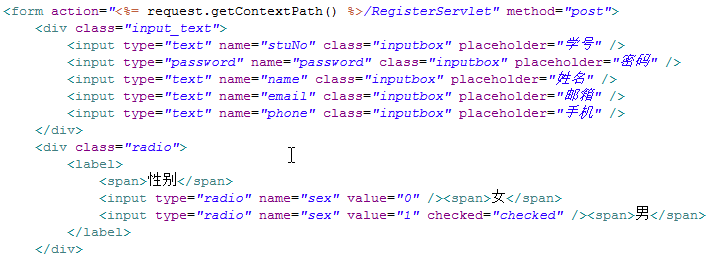 <form action="<%= request.getContextPath() %>/RegisterServlet" method="post">
<div class="input_text">
<input type="text" name="stuNo" class="inputbox" placeholder="学号" />
<input type="password" name="password" class="inputbox" placeholder="密码" />
<input type="text" name="name" class="inputbox" placeholder="姓名" />
<input type="text" name="email" class="inputbox" placeholder="邮箱" />
<input type="text" name="phone" class="inputbox" placeholder="手机" />
</div>
<div class="radio">
<label>
<span>性别</span>
<input type="radio" name="sex" value="0" /><span>女</span>
<input type="radio" name="sex" value="1" checked="checked" /><span>男</span>
</label>
</div>